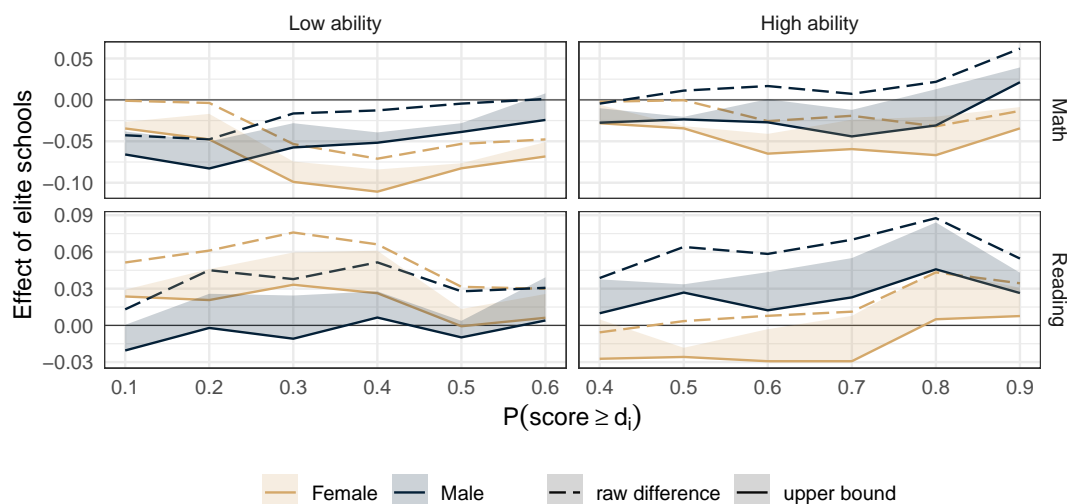 Low ability
High ability
Effect of elite schools
0.05
0.00
−0.05
−0.10
Math
0.09
0.06
0.03
0.00
−0.03
Reading
0.1 0.2 0.3 0.4 0.5 0.6
0.4 0.5 0.6 0.7 0.8 0.9
P(score ≥ dᵢ)
Female Male raw difference upper bound